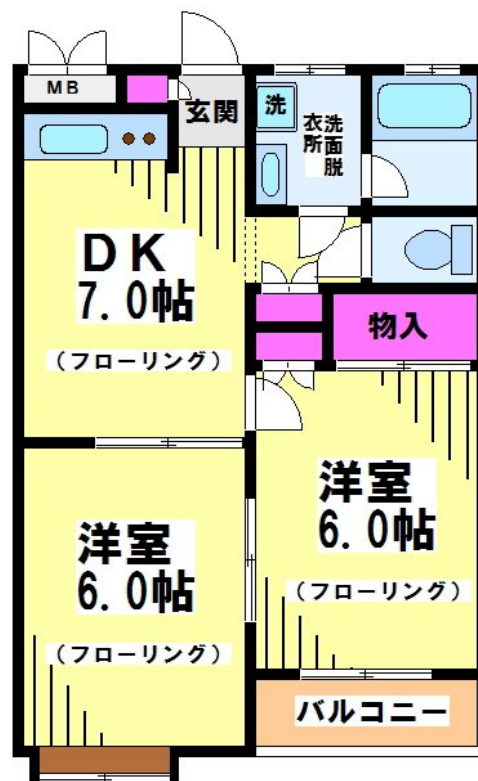 MB
玄関
洗
洗面脱
衣所
DK
7.0帖
(フローリング)
物入
洋室
6.0帖
(フローリング)
洋室
6.0帖
(フローリング)
バルコニー